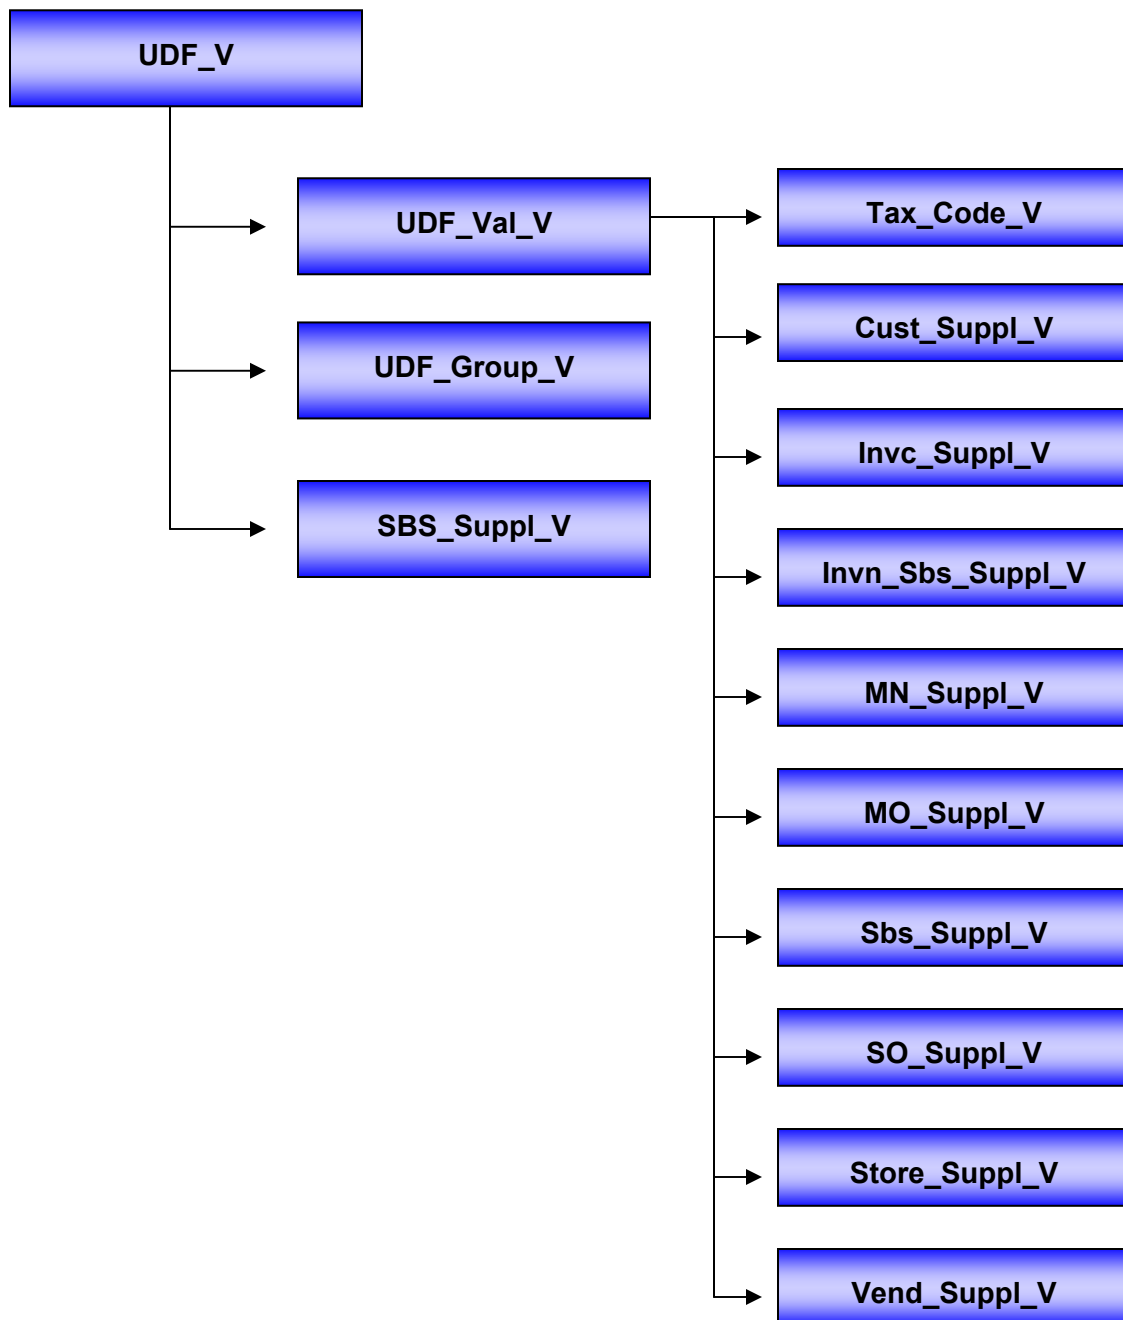 UDF_V
UDF_Val_V
UDF_Group_V
SBS_Suppl_V
Tax_Code_V
Cust_Suppl_V
Invc_Suppl_V
Invn_Sbs_Suppl_V
MN_Suppl_V
MO_Suppl_V
Sbs_Suppl_V
SO_Suppl_V
Store_Suppl_V
Vend_Suppl_V